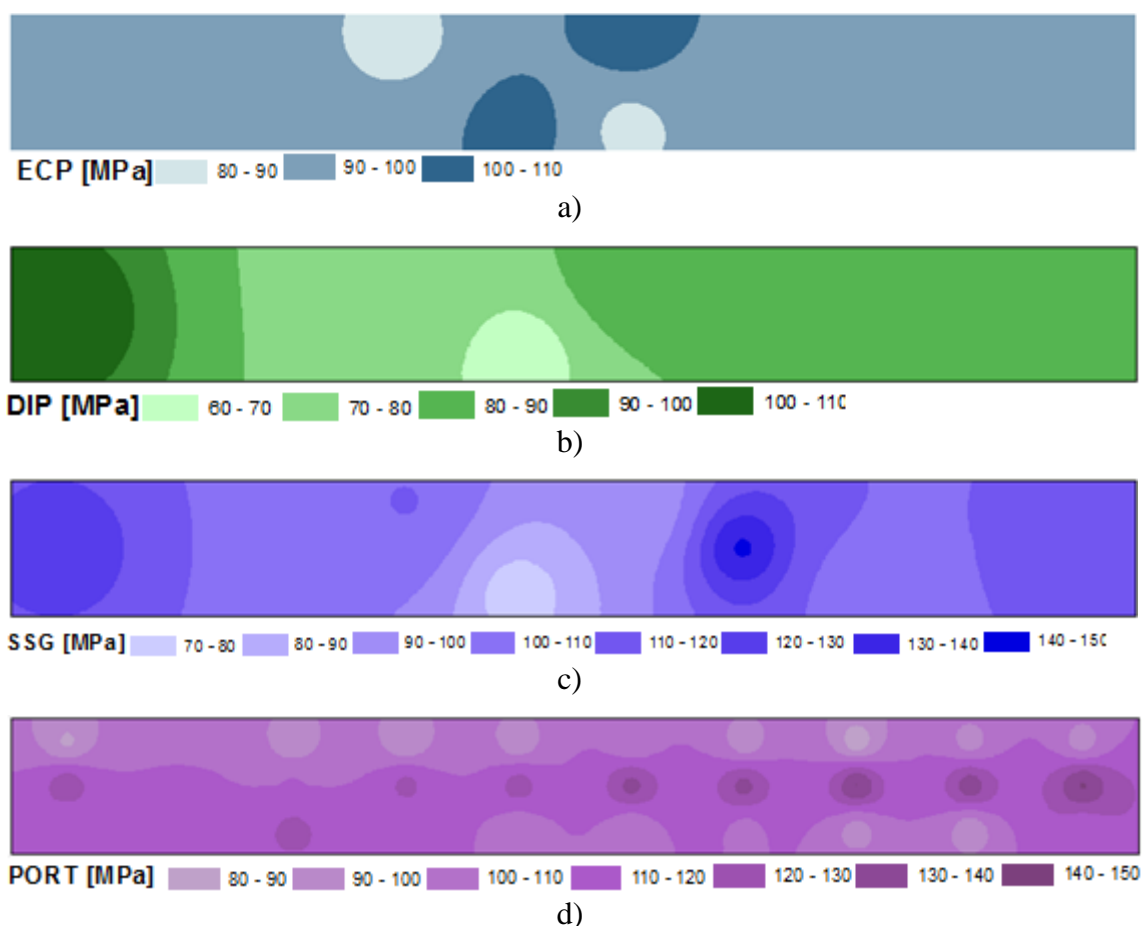 ECP [MPa] 80 - 90 90 - 100 100 - 110
a)
DIP [MPa] 60 - 70 70 - 80 80 - 90 90 - 100 100 - 110
b)
SSG [MPa] 70 - 80 80 - 90 90 - 100 100 - 110 110 - 120 120 - 130 130 - 140 140 - 150
c)
PORT [MPa] 80 - 90 90 - 100 100 - 110 110 - 120 120 - 130 130 - 140 140 - 150
d)